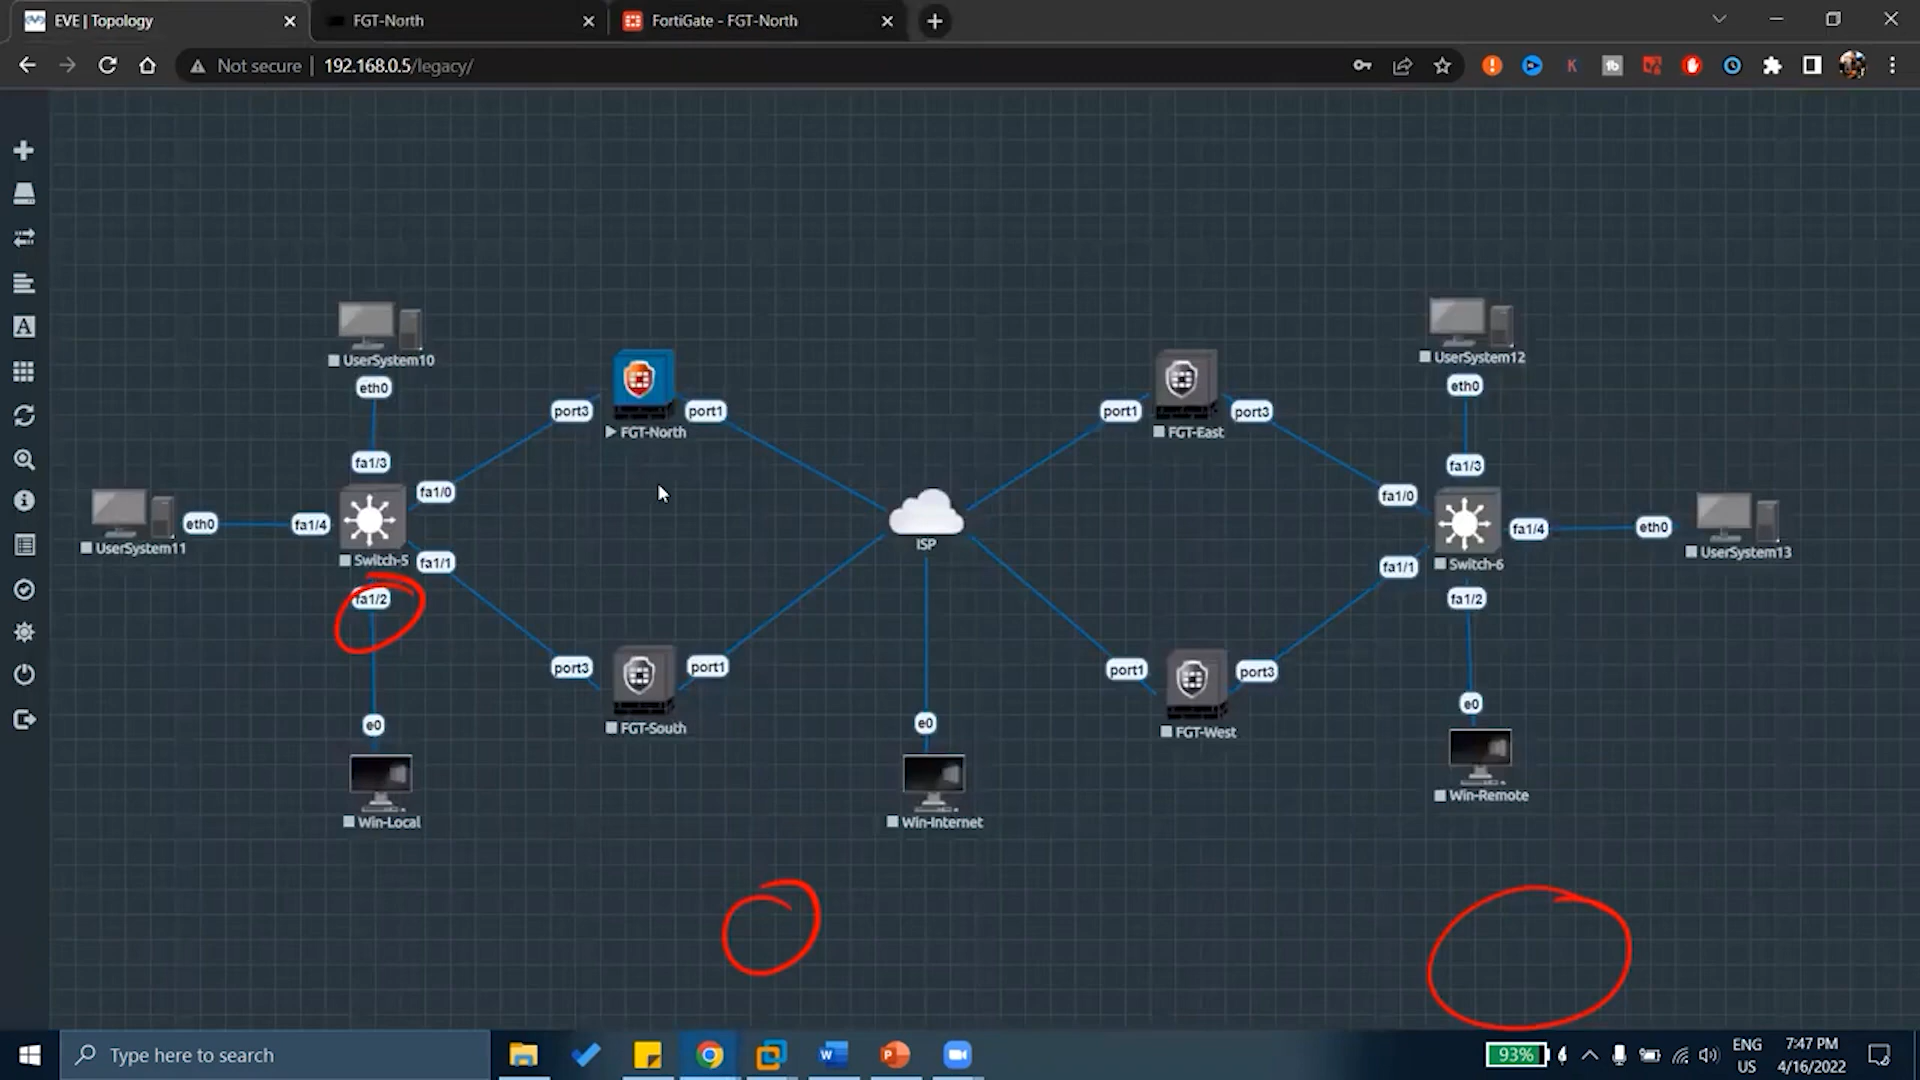 EVE | Topology
FGT-North
FortiGate - FGT-North
Not secure
192.168.0.5/legacy/
UserSystem10
eth0
fa1/3
UserSystem11
eth0
fa1/4
Switch-5
fa1/0
fa1/1
fa1/2
e0
Win-Local
port3
port1
FGT-North
port3
port1
FGT-South
ISP
e0
Win-Internet
port1
port3
FGT-East
port1
port3
FGT-West
UserSystem12
eth0
fa1/3
fa1/0
fa1/1
Switch-6
fa1/4
eth0
UserSystem13
fa1/2
e0
Win-Remote
Type here to search
93%
ENG
US
7:47 PM
4/16/2022